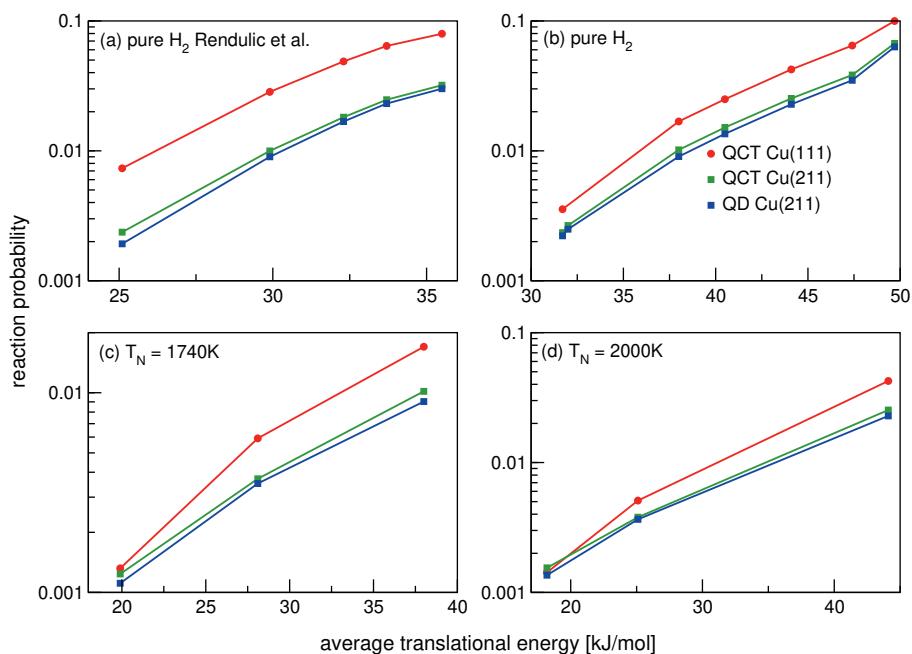 reaction probability
0.1
0.01
0.001
(a) pure H2 Rendulic et al.
25 30 35
(b) pure H2
QCT Cu(111)
QCT Cu(211)
QD Cu(211)
0.1
0.01
0.001
30 35 40 45 50
(c) TN = 1740K
0.01
0.001
20 25 30 35 40
(d) TN = 2000K
0.1
0.01
0.001
20 30 40
average translational energy [kJ/mol]